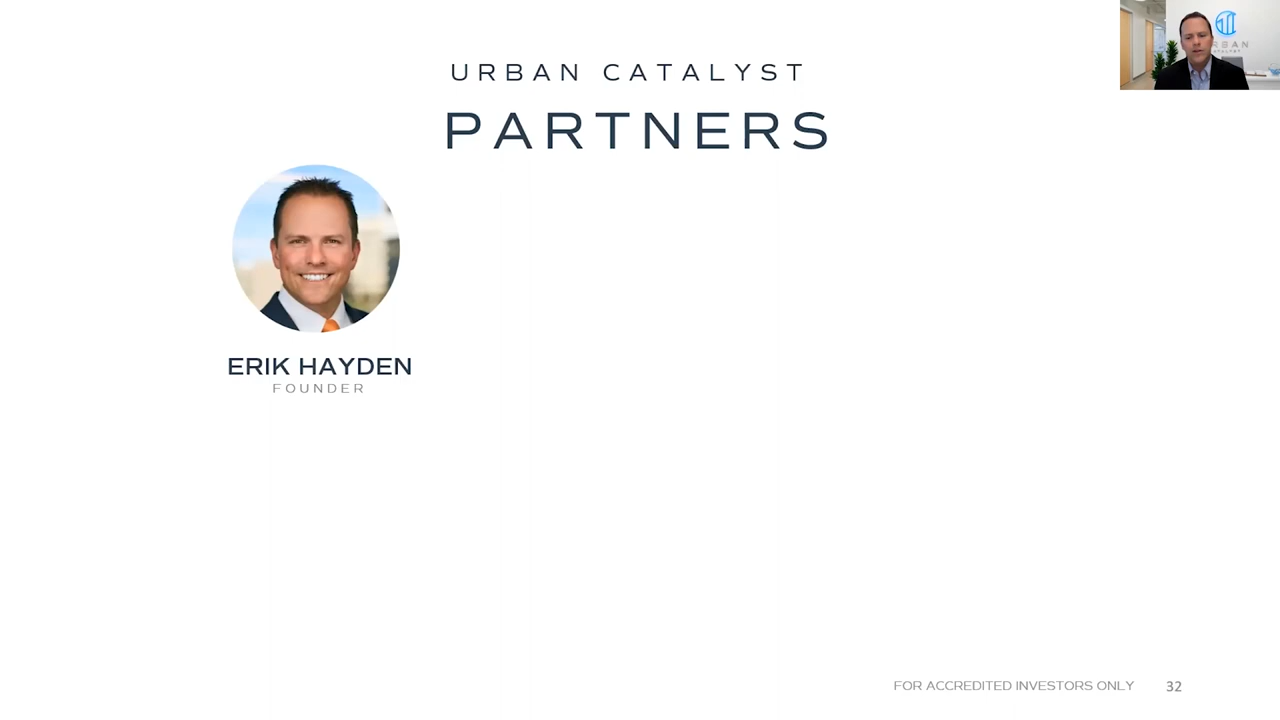 URBAN CATALYST
PARTNERS
ERIK HAYDEN
FOUNDER
FOR ACCREDITED INVESTORS ONLY 32